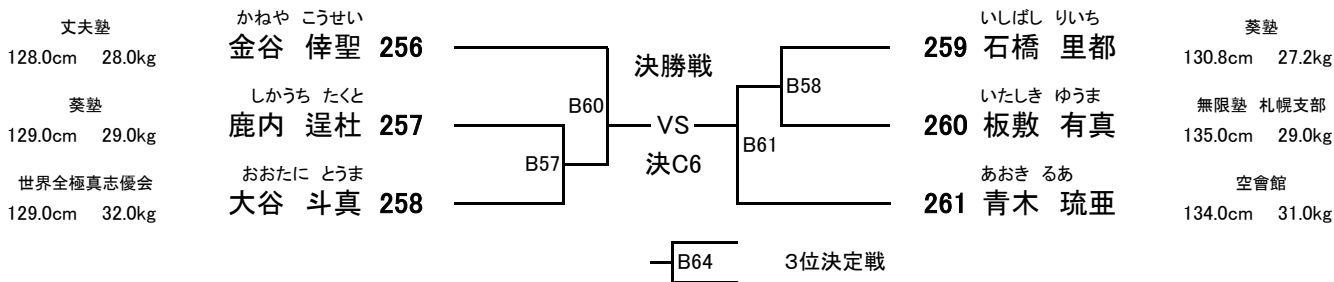 丈夫塾
128.0cm 28.0kg
かねや こうせい
金谷 倖聖 256
葵塾
129.0cm 29.0kg
しかうち たくと
鹿内 逞杜 257
世界全極真志優会
129.0cm 32.0kg
おおたに とうま
大谷 斗真 258
B60
B57
決勝戦
VS
決C6
B58
B61
いしばし りいち
259 石橋 里都
葵塾
130.8cm 27.2kg
いたしき ゆうま
260 板敷 有真
無限塾 札幌支部
135.0cm 29.0kg
あおき るあ
261 青木 琉亜
空會館
134.0cm 31.0kg
B64 3位決定戦